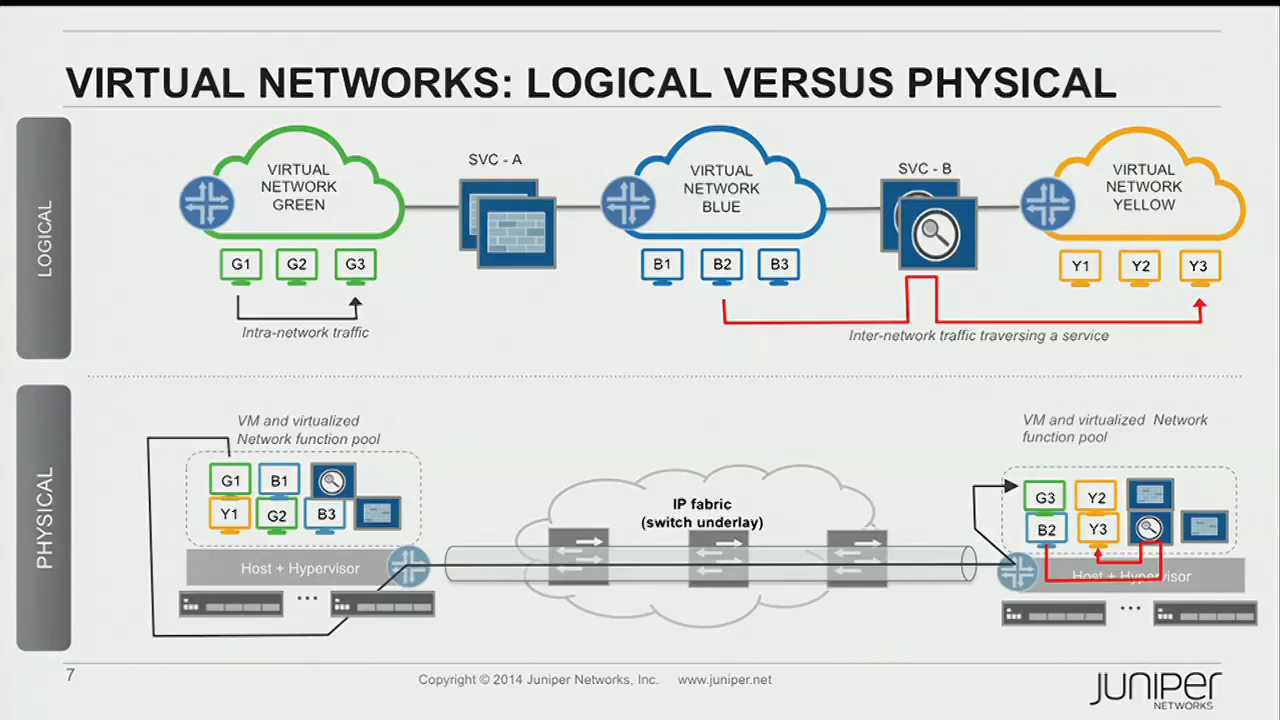 VIRTUAL NETWORKS: LOGICAL VERSUS PHYSICAL
LOGICAL
VIRTUAL
NETWORK
GREEN
SVC - A
VIRTUAL
NETWORK
BLUE
SVC - B
VIRTUAL
NETWORK
YELLOW
G1
G2
G3
B1
B2
B3
Y1
Y2
Y3
Intra-network traffic
Inter-network traffic traversing a service
PHYSICAL
VM and virtualized
Network function pool
G1
B1
Y1
G2
B3
Host + Hypervisor
IP fabric
(switch underlay)
VM and virtualized Network
function pool
G3
Y2
B2
Y3
Host + Hypervisor
7
Copyright © 2014 Juniper Networks, Inc. www.juniper.net
JUNIPER
NETWORKS